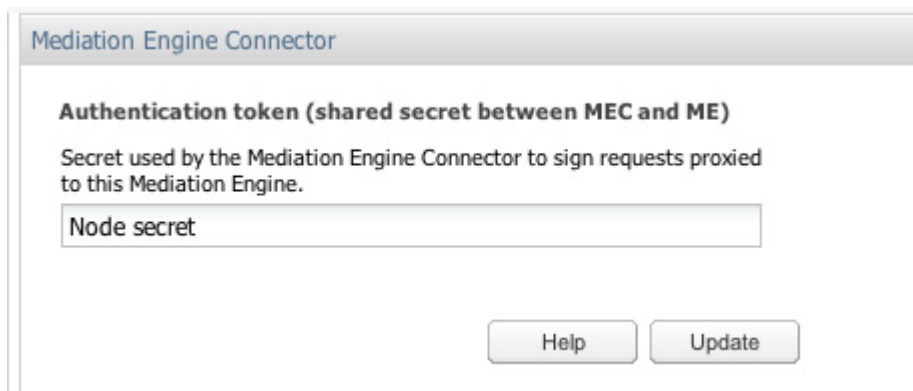 Mediation Engine Connector
Authentication token (shared secret between MEC and ME)
Secret used by the Mediation Engine Connector to sign requests proxied
to this Mediation Engine.
Node secret
Help Update